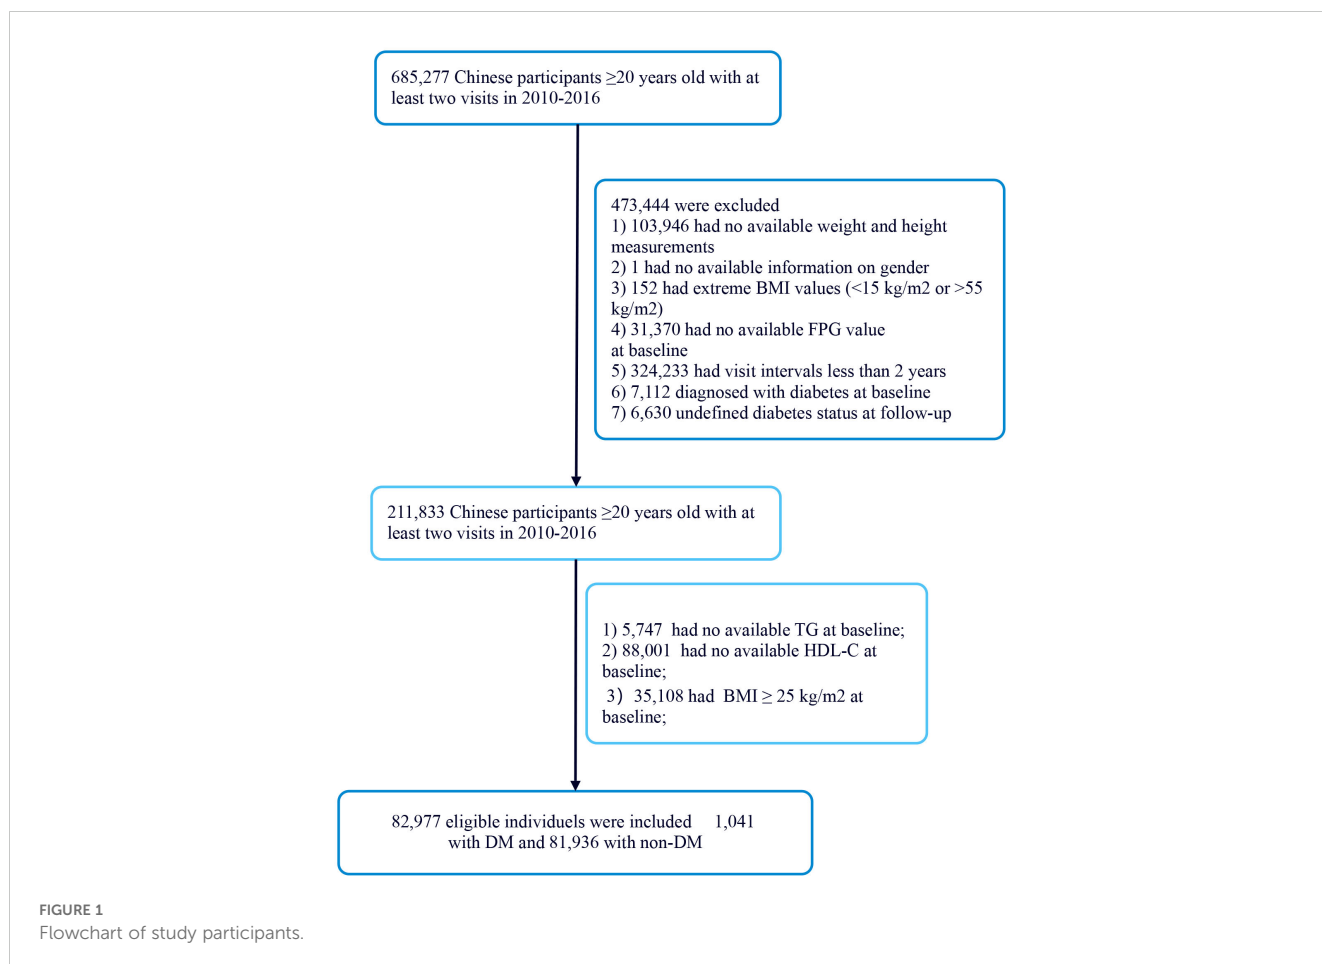 685,277 Chinese participants ≥20 years old with at
least two visits in 2010-2016
473,444 were excluded
1) 103,946 had no available weight and height
measurements
2) 1 had no available information on gender
3) 152 had extreme BMI values (<15 kg/m2 or >55
kg/m2)
4) 31,370 had no available FPG value
at baseline
5) 324,233 had visit intervals less than 2 years
6) 7,112 diagnosed with diabetes at baseline
7) 6,630 undefined diabetes status at follow-up
211,833 Chinese participants ≥20 years old with at
least two visits in 2010-2016
1) 5,747 had no available TG at baseline;
2) 88,001 had no available HDL-C at
baseline;
3）35,108 had BMI ≥ 25 kg/m2 at
baseline;
82,977 eligible individuels were included 1,041
with DM and 81,936 with non-DM
FIGURE 1
Flowchart of study participants.